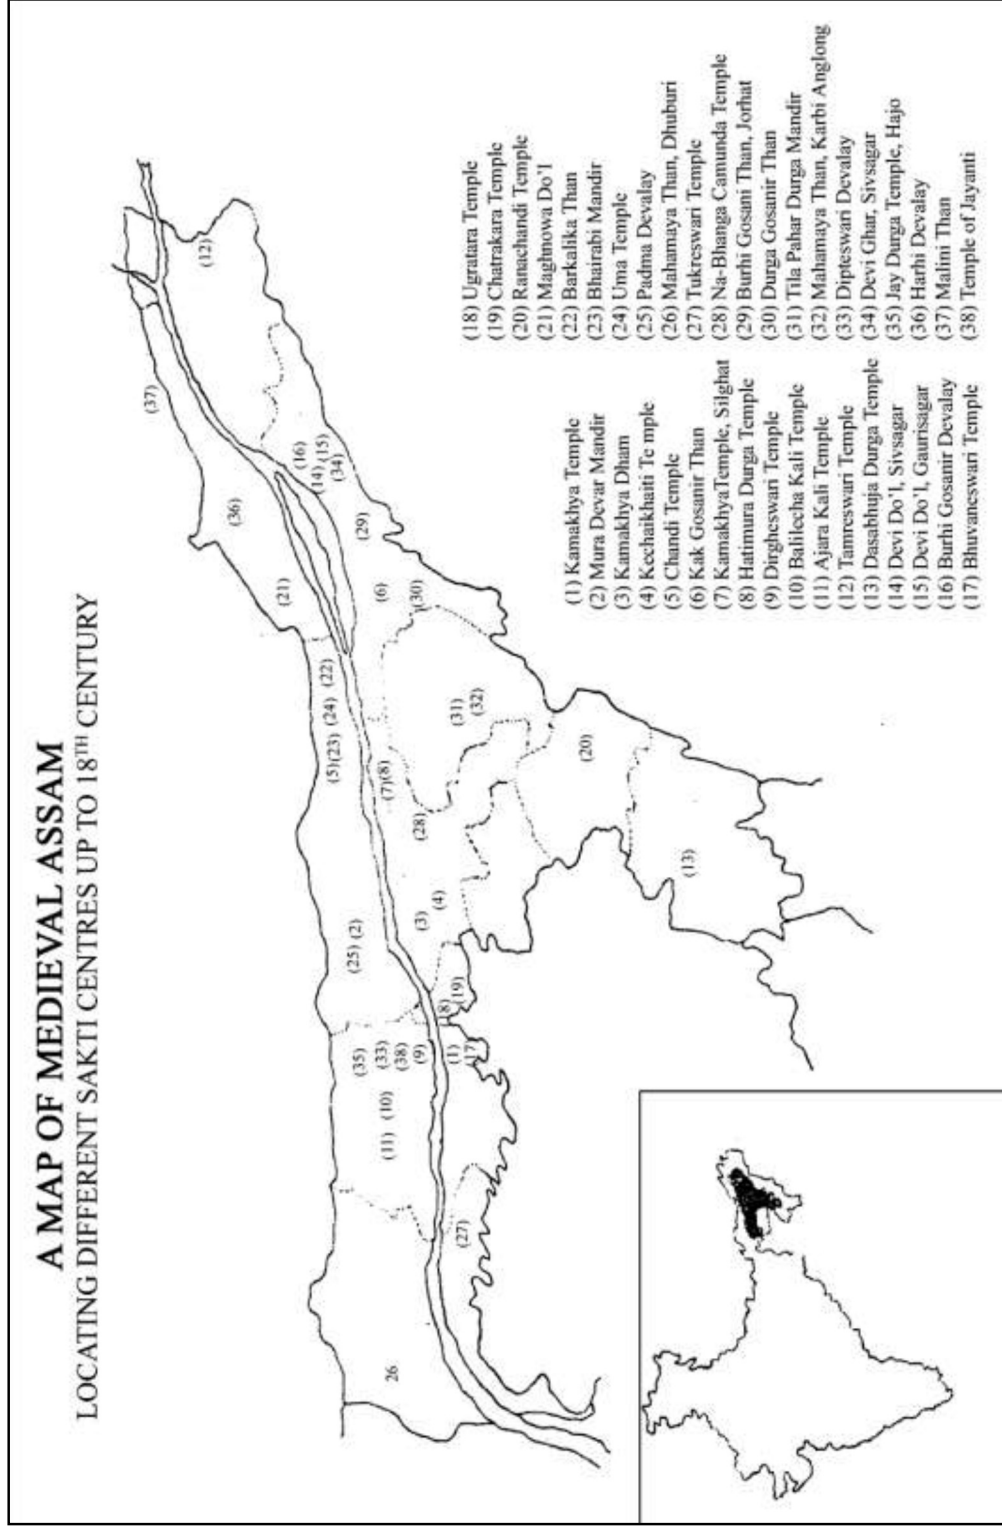 A MAP OF MEDIEVAL ASSAM
LOCATING DIFFERENT SAKTI CENTRES UP TO 18TH CENTURY
(37)
(12)
(36)
(21)
(16)
(14) (15)
(34)
(5) (23) (24) (22)
(25) (2)
(29)
(35)
(33)
(6)
(11) (10)
(7) (8)
26
(38)
(30)
(9)
(3)
(28)
(4)
8)
(19)
(1)
(17
(31)
(32)
(27)
(20)
(13)
(1) Kamakhya Temple
(2) Mura Devar Mandir
(3) Kamakhya Dham
(4) Kechaikhaiti Te mple
(5) Chandi Temple
(6) Kak Gosanir Than
(7) KamakhyaTemple, Silghat
(8) Hatimura Durga Temple
(9) Dirgheswari Temple
(10) Balilecha Kali Temple
(11) Ajara Kali Temple
(12) Tamreswari Temple
(13) Dasabhuja Durga Temple
(14) Devi Do'l, Sivsagar
(15) Devi Do'l, Gaurisagar
(16) Burhi Gosanir Devalay
(17) Bhuvaneswari Temple
(18) Ugratara Temple
(19) Chatrakara Temple
(20) Ranachandi Temple
(21) Maghnowa Do'l
(22) Barkalika Than
(23) Bhairabi Mandir
(24) Uma Temple
(25) Padma Devalay
(26) Mahamaya Than, Dhuburi
(27) Tukreswari Temple
(28) Na-Bhanga Camunda Temple
(29) Burhi Gosani Than, Jorhat
(30) Durga Gosanir Than
(31) Tila Pahar Durga Mandir
(32) Mahamaya Than, Karbi Anglong
(33) Dipteswari Devalay
(34) Devi Ghar, Sivsagar
(35) Jay Durga Temple, Hajo
(36) Harhi Devalay
(37) Malini Than
(38) Temple of Jayanti